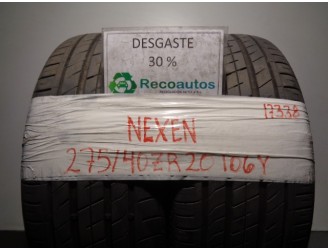 DESGASTE
30 %
Recoautos
17338
NEXEN
275/40ZR20 106Y